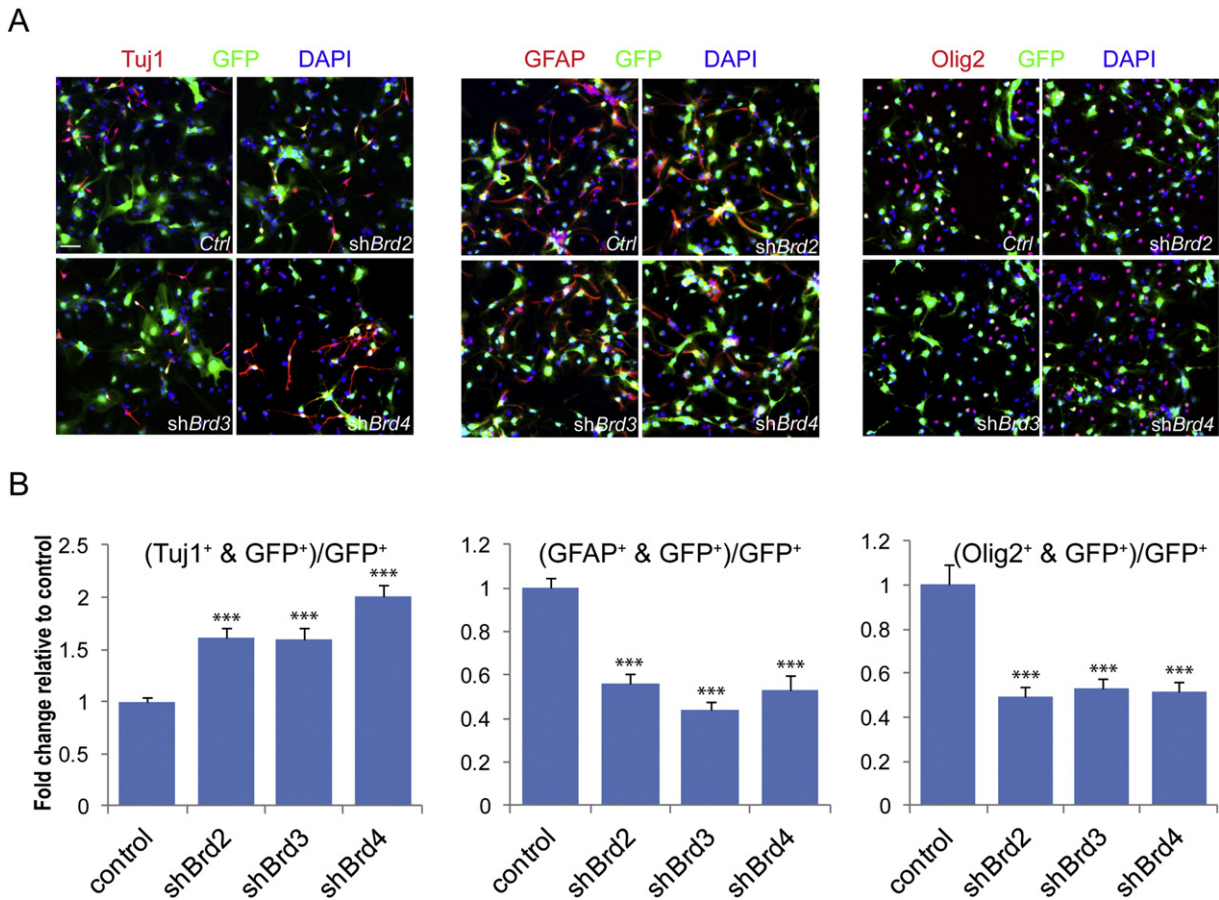 A
Tuj1 GFP DAPI
GFAP GFP DAPI
Olig2 GFP DAPI
Ctrl
shBrd2
Ctrl
shBrd2
Ctrl
shBrd2
shBrd3
shBrd4
shBrd3
shBrd4
shBrd3
shBrd4
B
Fold change relative to control
(Tuj1⁺ & GFP⁺)/GFP⁺
2.5
2
1.5
1
0.5
0
***
***
***
control
shBrd2
shBrd3
shBrd4
(GFAP⁺ & GFP⁺)/GFP⁺
1.2
1
0.8
0.6
0.4
0.2
0
***
***
***
control
shBrd2
shBrd3
shBrd4
(Olig2⁺ & GFP⁺)/GFP⁺
1.2
1
0.8
0.6
0.4
0.2
0
***
***
***
control
shBrd2
shBrd3
shBrd4